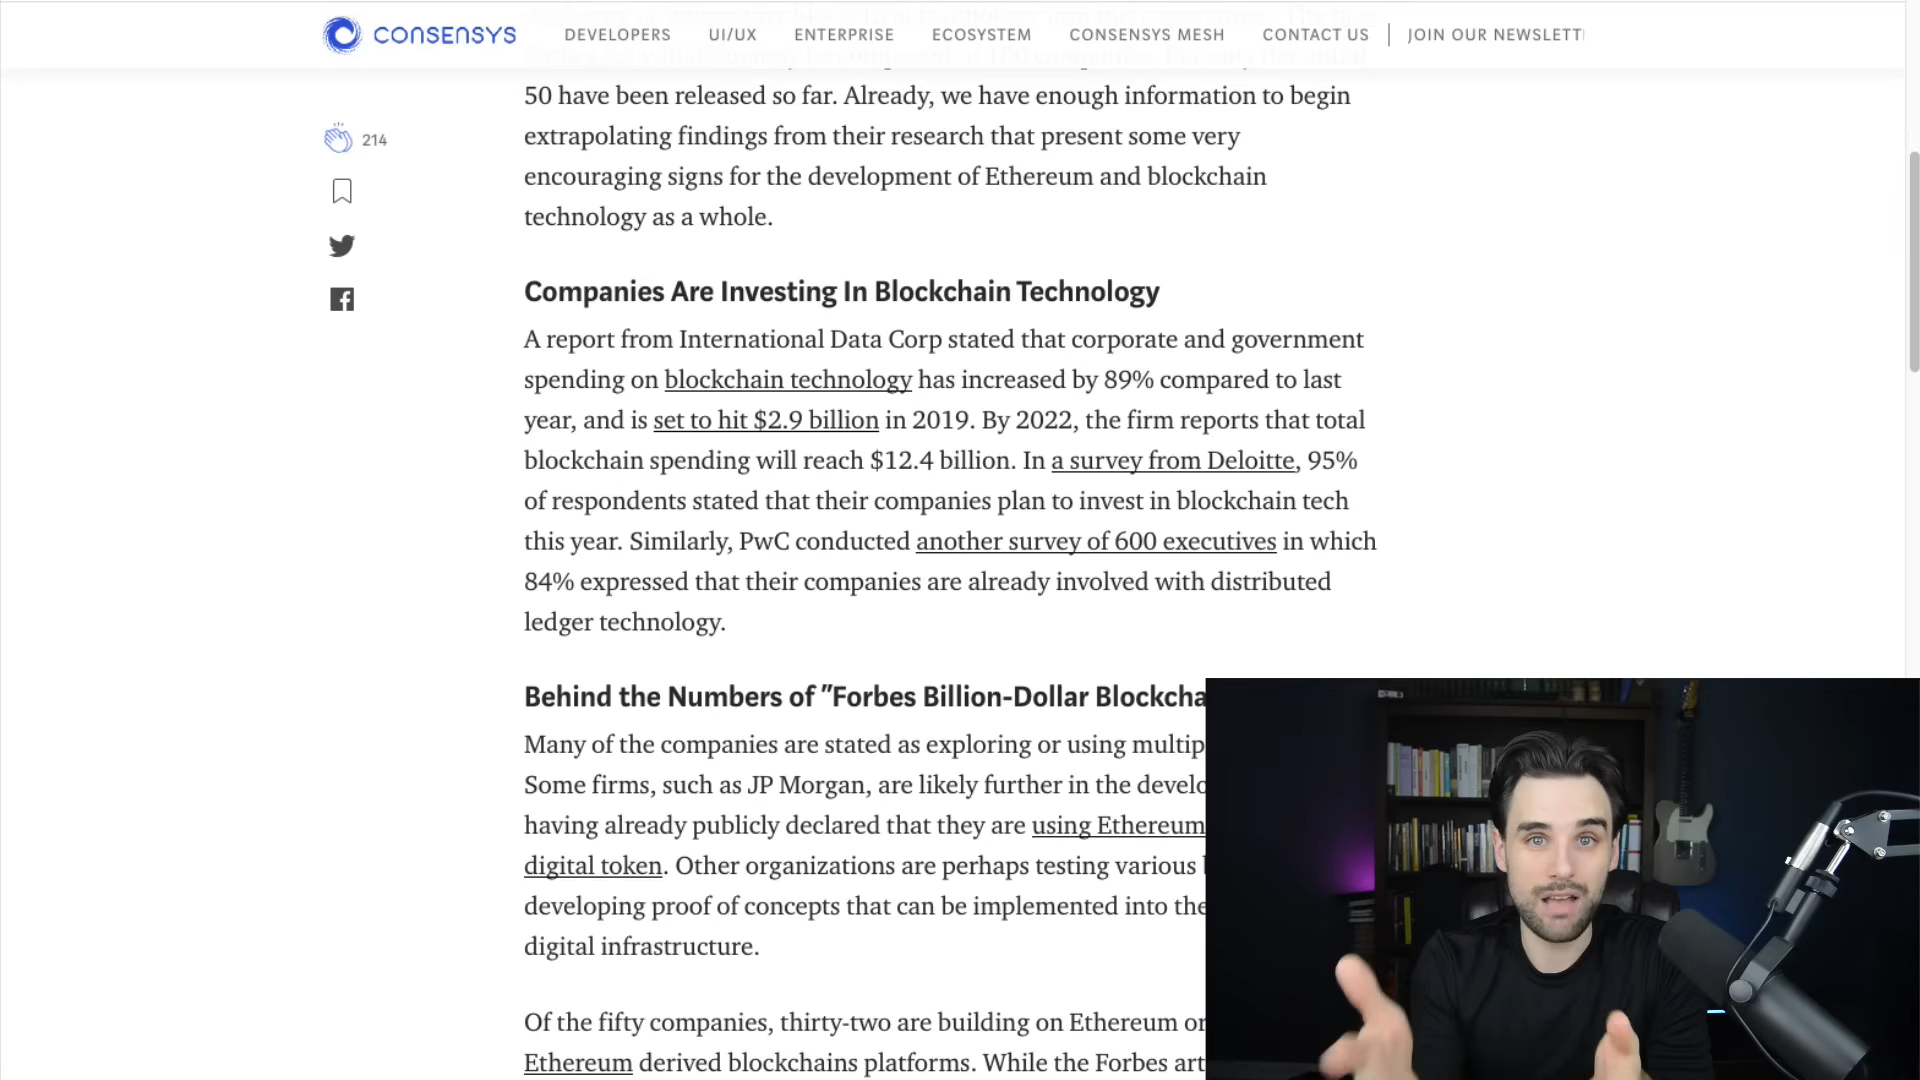 CONSENSYS DEVELOPERS UI/UX ENTERPRISE ECOSYSTEM CONSENSYS MESH CONTACT US JOIN OUR NEWSLETT
214
50 have been released so far. Already, we have enough information to begin
extrapolating findings from their research that present some very
encouraging signs for the development of Ethereum and blockchain
technology as a whole.
Companies Are Investing In Blockchain Technology
A report from International Data Corp stated that corporate and government
spending on blockchain technology has increased by 89% compared to last
year, and is set to hit $2.9 billion in 2019. By 2022, the firm reports that total
blockchain spending will reach $12.4 billion. In a survey from Deloitte, 95%
of respondents stated that their companies plan to invest in blockchain tech
this year. Similarly, PwC conducted another survey of 600 executives in which
84% expressed that their companies are already involved with distributed
ledger technology.
Behind the Numbers of "Forbes Billion-Dollar Blockcha
Many of the companies are stated as exploring or using multip
Some firms, such as JP Morgan, are likely further in the develo
having already publicly declared that they are using Ethereum
digital token. Other organizations are perhaps testing various
developing proof of concepts that can be implemented into the
digital infrastructure.
Of the fifty companies, thirty-two are building on Ethereum or
Ethereum derived blockchains platforms. While the Forbes art